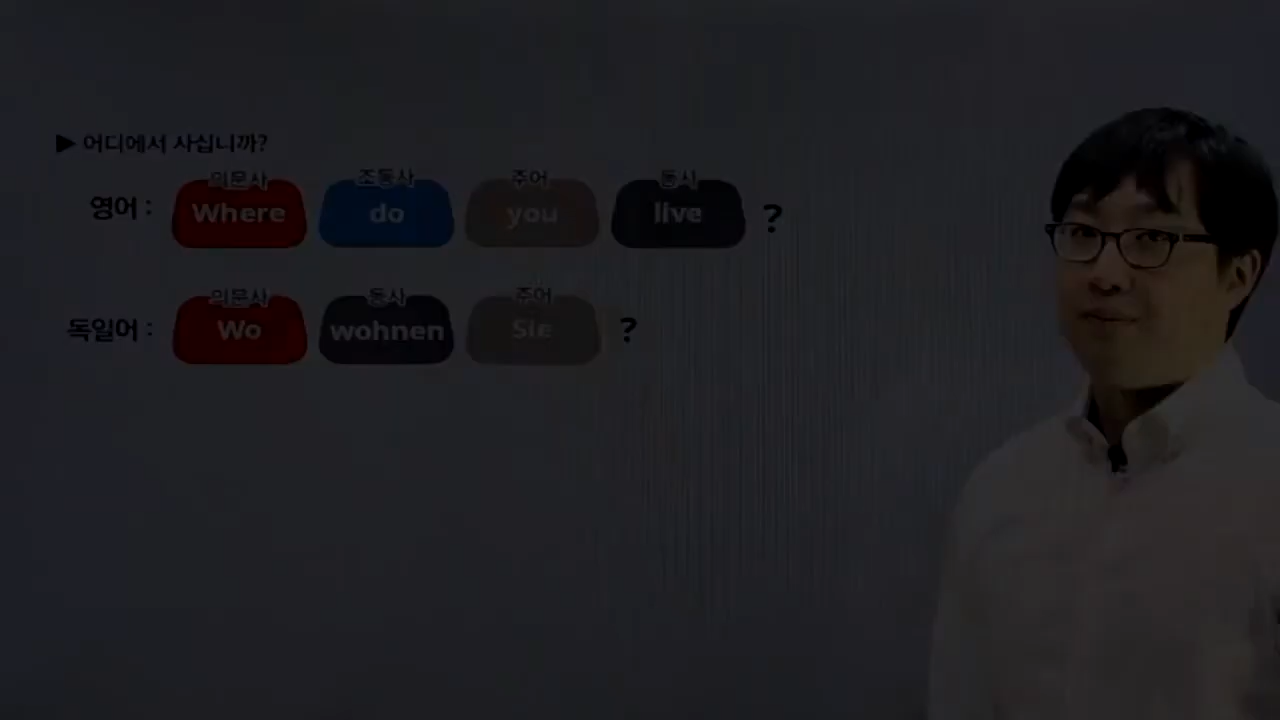 ▶ 어디에서 사십니까?
의문사 조동사 주어 동사
영어 : Where do you live ?
의문사 동사 주어
독일어 : Wo wohnen Sie ?